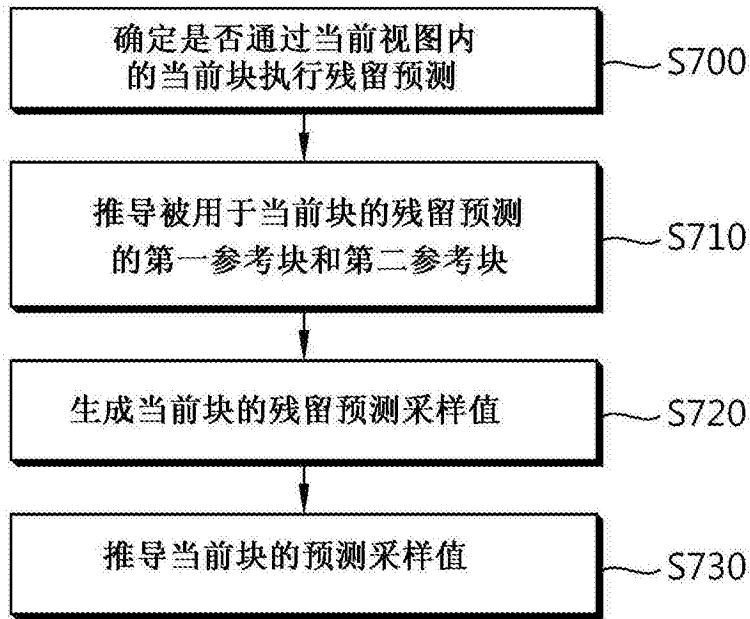 确定是否通过当前视图内
的当前块执行残留预测
S700
推导被用于当前块的残留预测
的第一参考块和第二参考块
S710
生成当前块的残留预测采样值
S720
推导当前块的预测采样值
S730